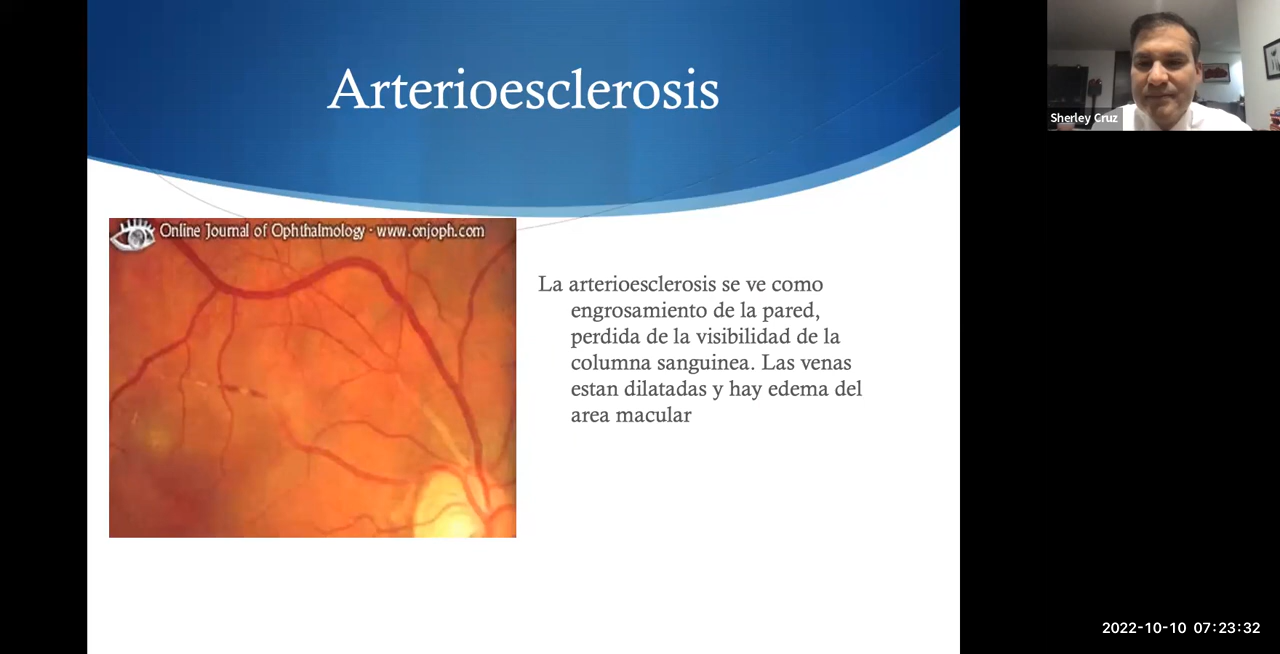 Arterioesclerosis
Sherley Cruz
Online Journal of Ophthalmology - www.onjoph.com
La arterioesclerosis se ve como
engrosamiento de la pared,
perdida de la visibilidad de la
columna sanguinea. Las venas
estan dilatadas y hay edema del
area macular
2022-10-10 07:23:32